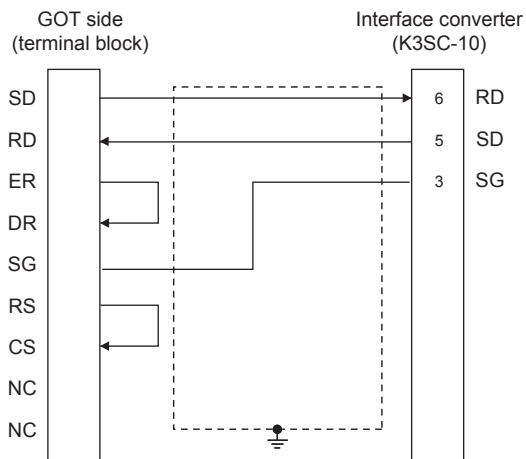 GOT side
(terminal block)
Interface converter
(K3SC-10)
SD
6 RD
RD
5 SD
ER
3 SG
DR
SG
RS
CS
NC
NC